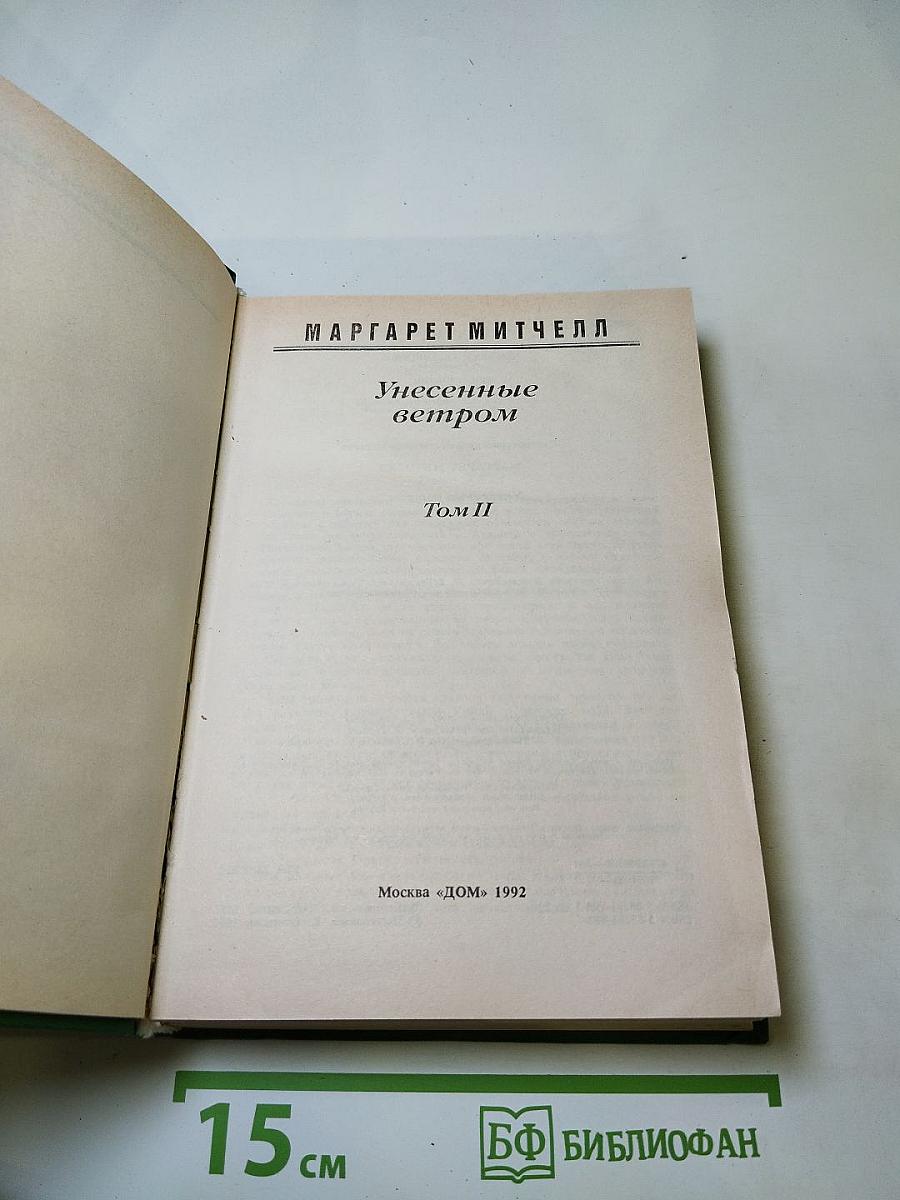 МАРГАРЕТ МИТЧЕЛЛ
Унесенные
ветром
Том II
Москва «ДОМ» 1992
15 см
БФ БИБЛИОФАН